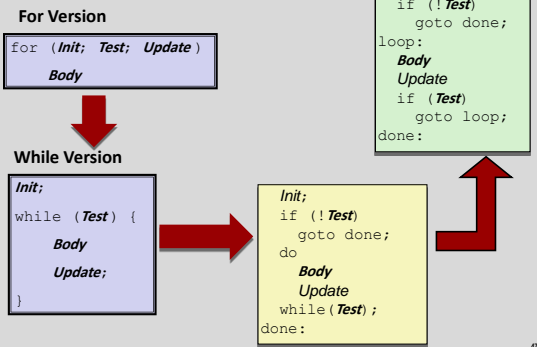 For Version
for (Init; Test; Update )
Body
While Version
Init;
while (Test ) {
Body
Update;
}
Init;
if (!Test)
goto done;
do
Body
Update
while(Test);
done:
if (!Test)
goto done;
loop:
Body
Update
if (Test)
goto loop;
done: